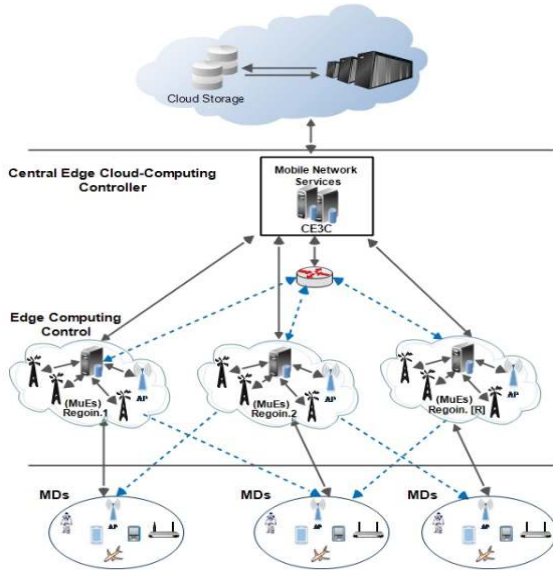 Cloud Storage
Central Edge Cloud-Computing
Controller
Mobile Network
Services
CE3C
Edge Computing
Control
AP
(MuEs)
Regoin.1
AP
(MuEs)
Regoin.2
AP
(MuEs)
Regoin. [R]
MDs
AP
MDs
AP
MDs
AP